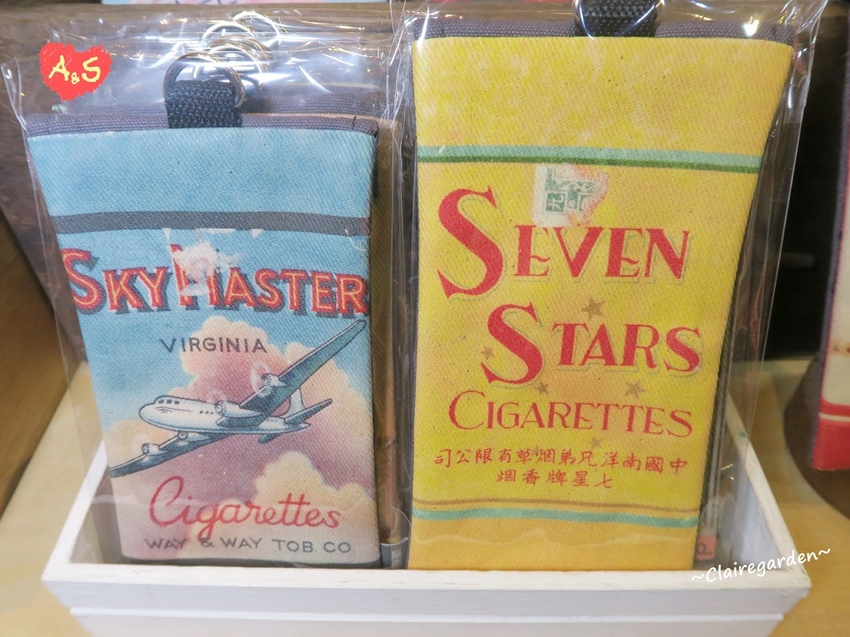 A&S
SKYMASTER
VIRGINIA
Cigarettes
WAY & WAY TOB. CO.
SEVEN
STARS
CIGARETTES
中國南洋兄弟烟草有限公司
七星牌香烟
~Clairegarden~